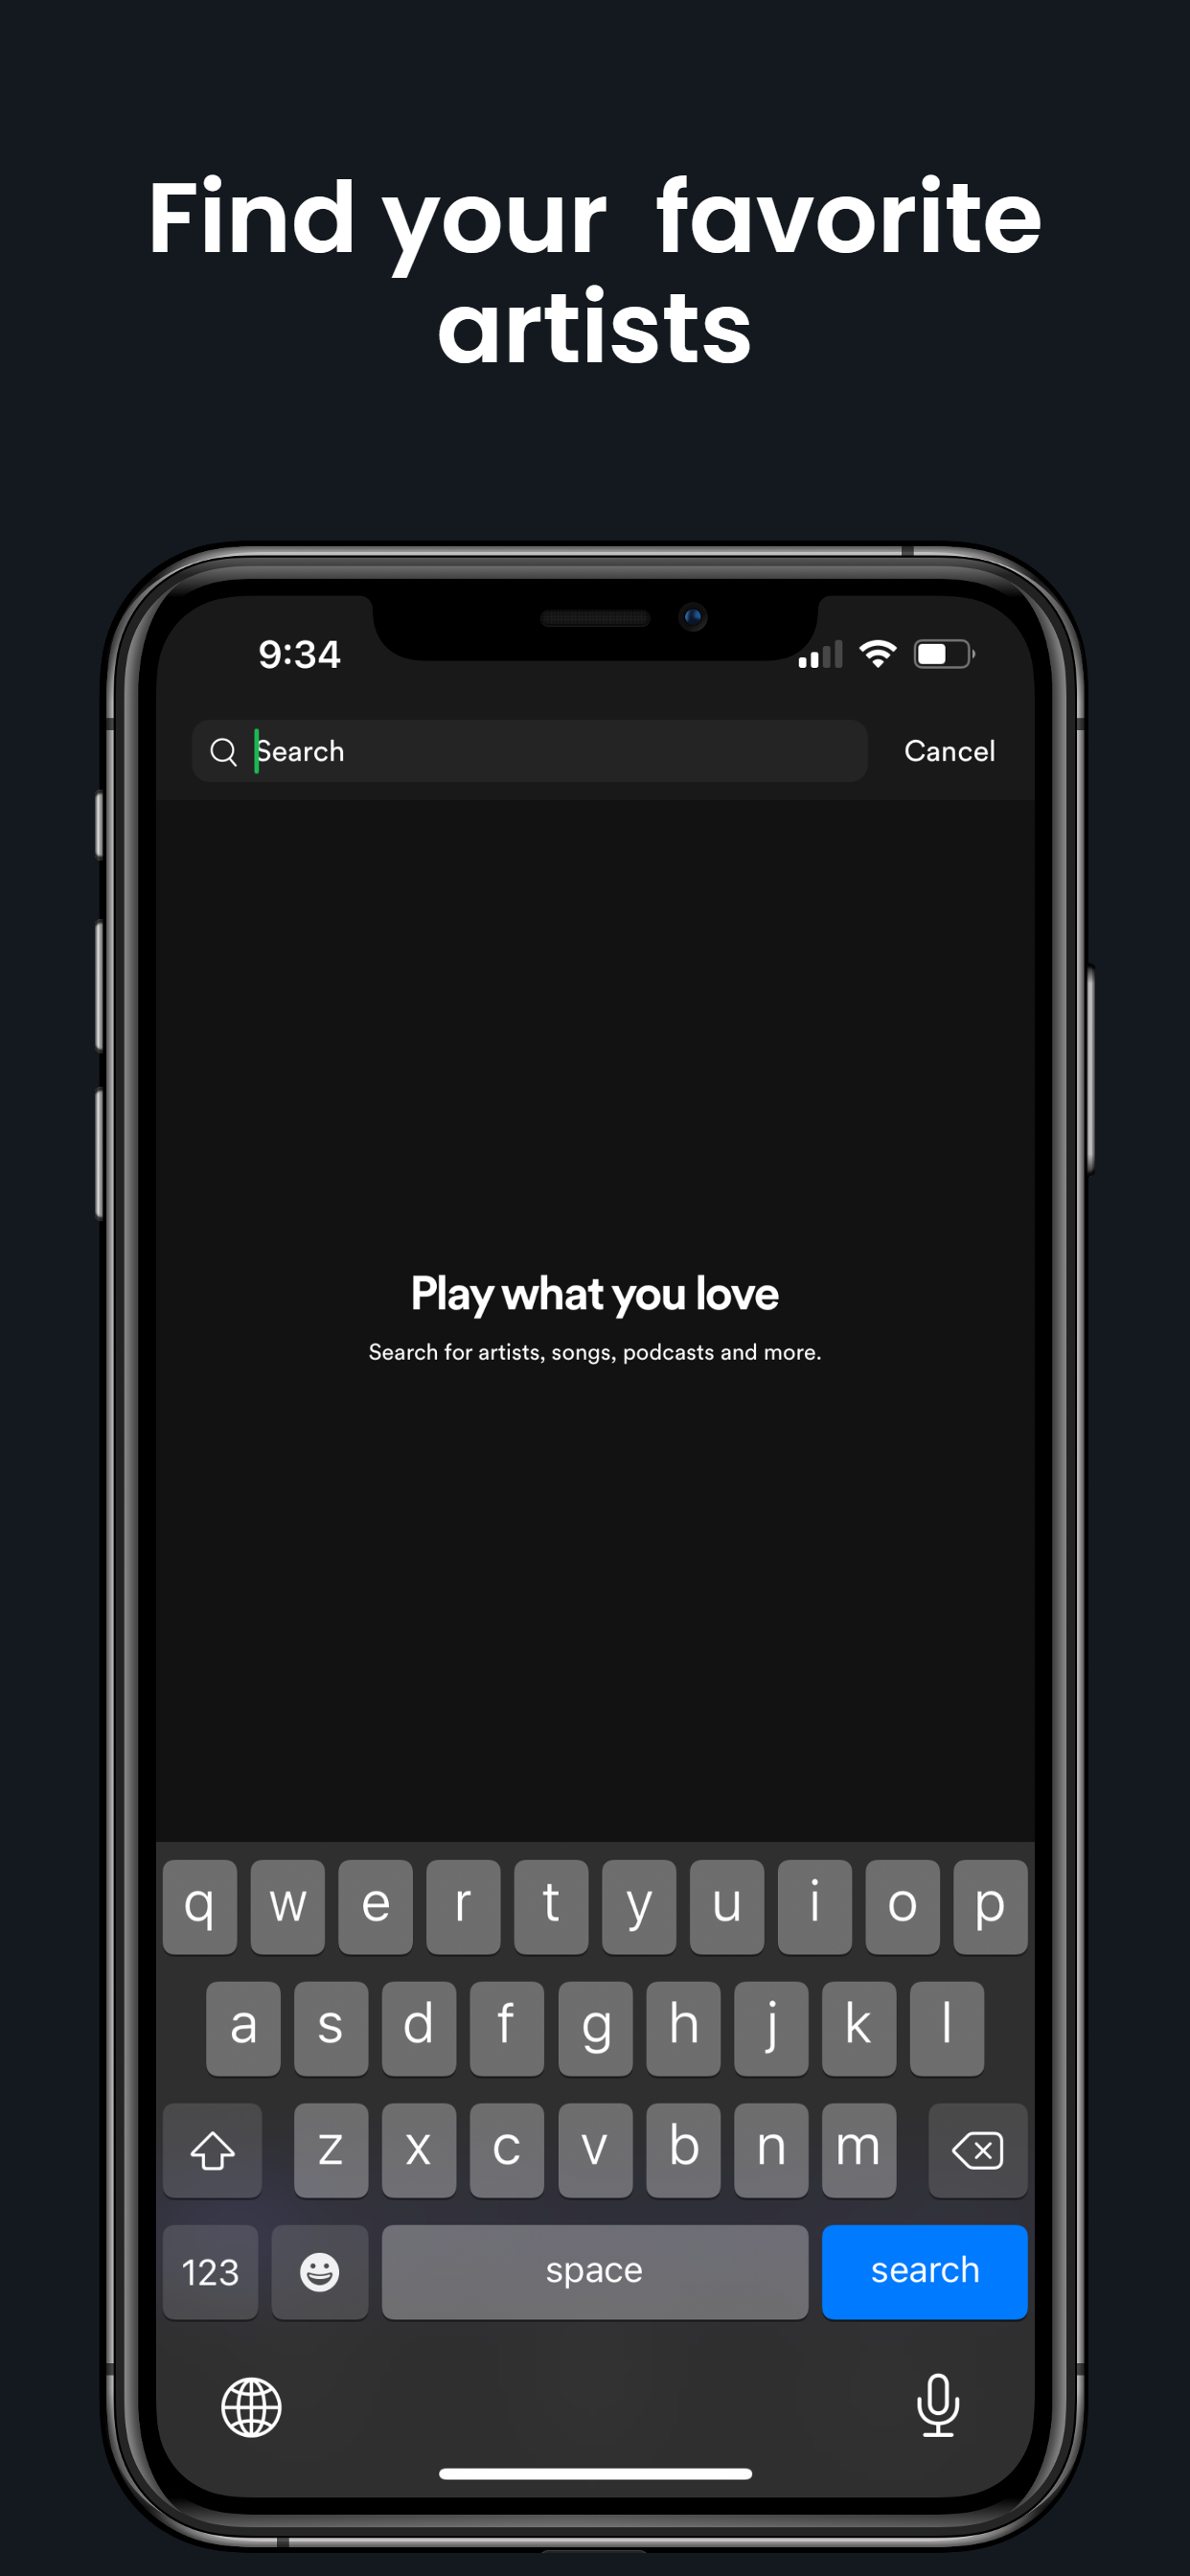 Find your  favorite
artists
9:34
Search
Cancel
Play what you love
Search for artists, songs, podcasts and more.
q w e r t y u i o p
a s d f g h j k l
z x c v b n m
123 space search